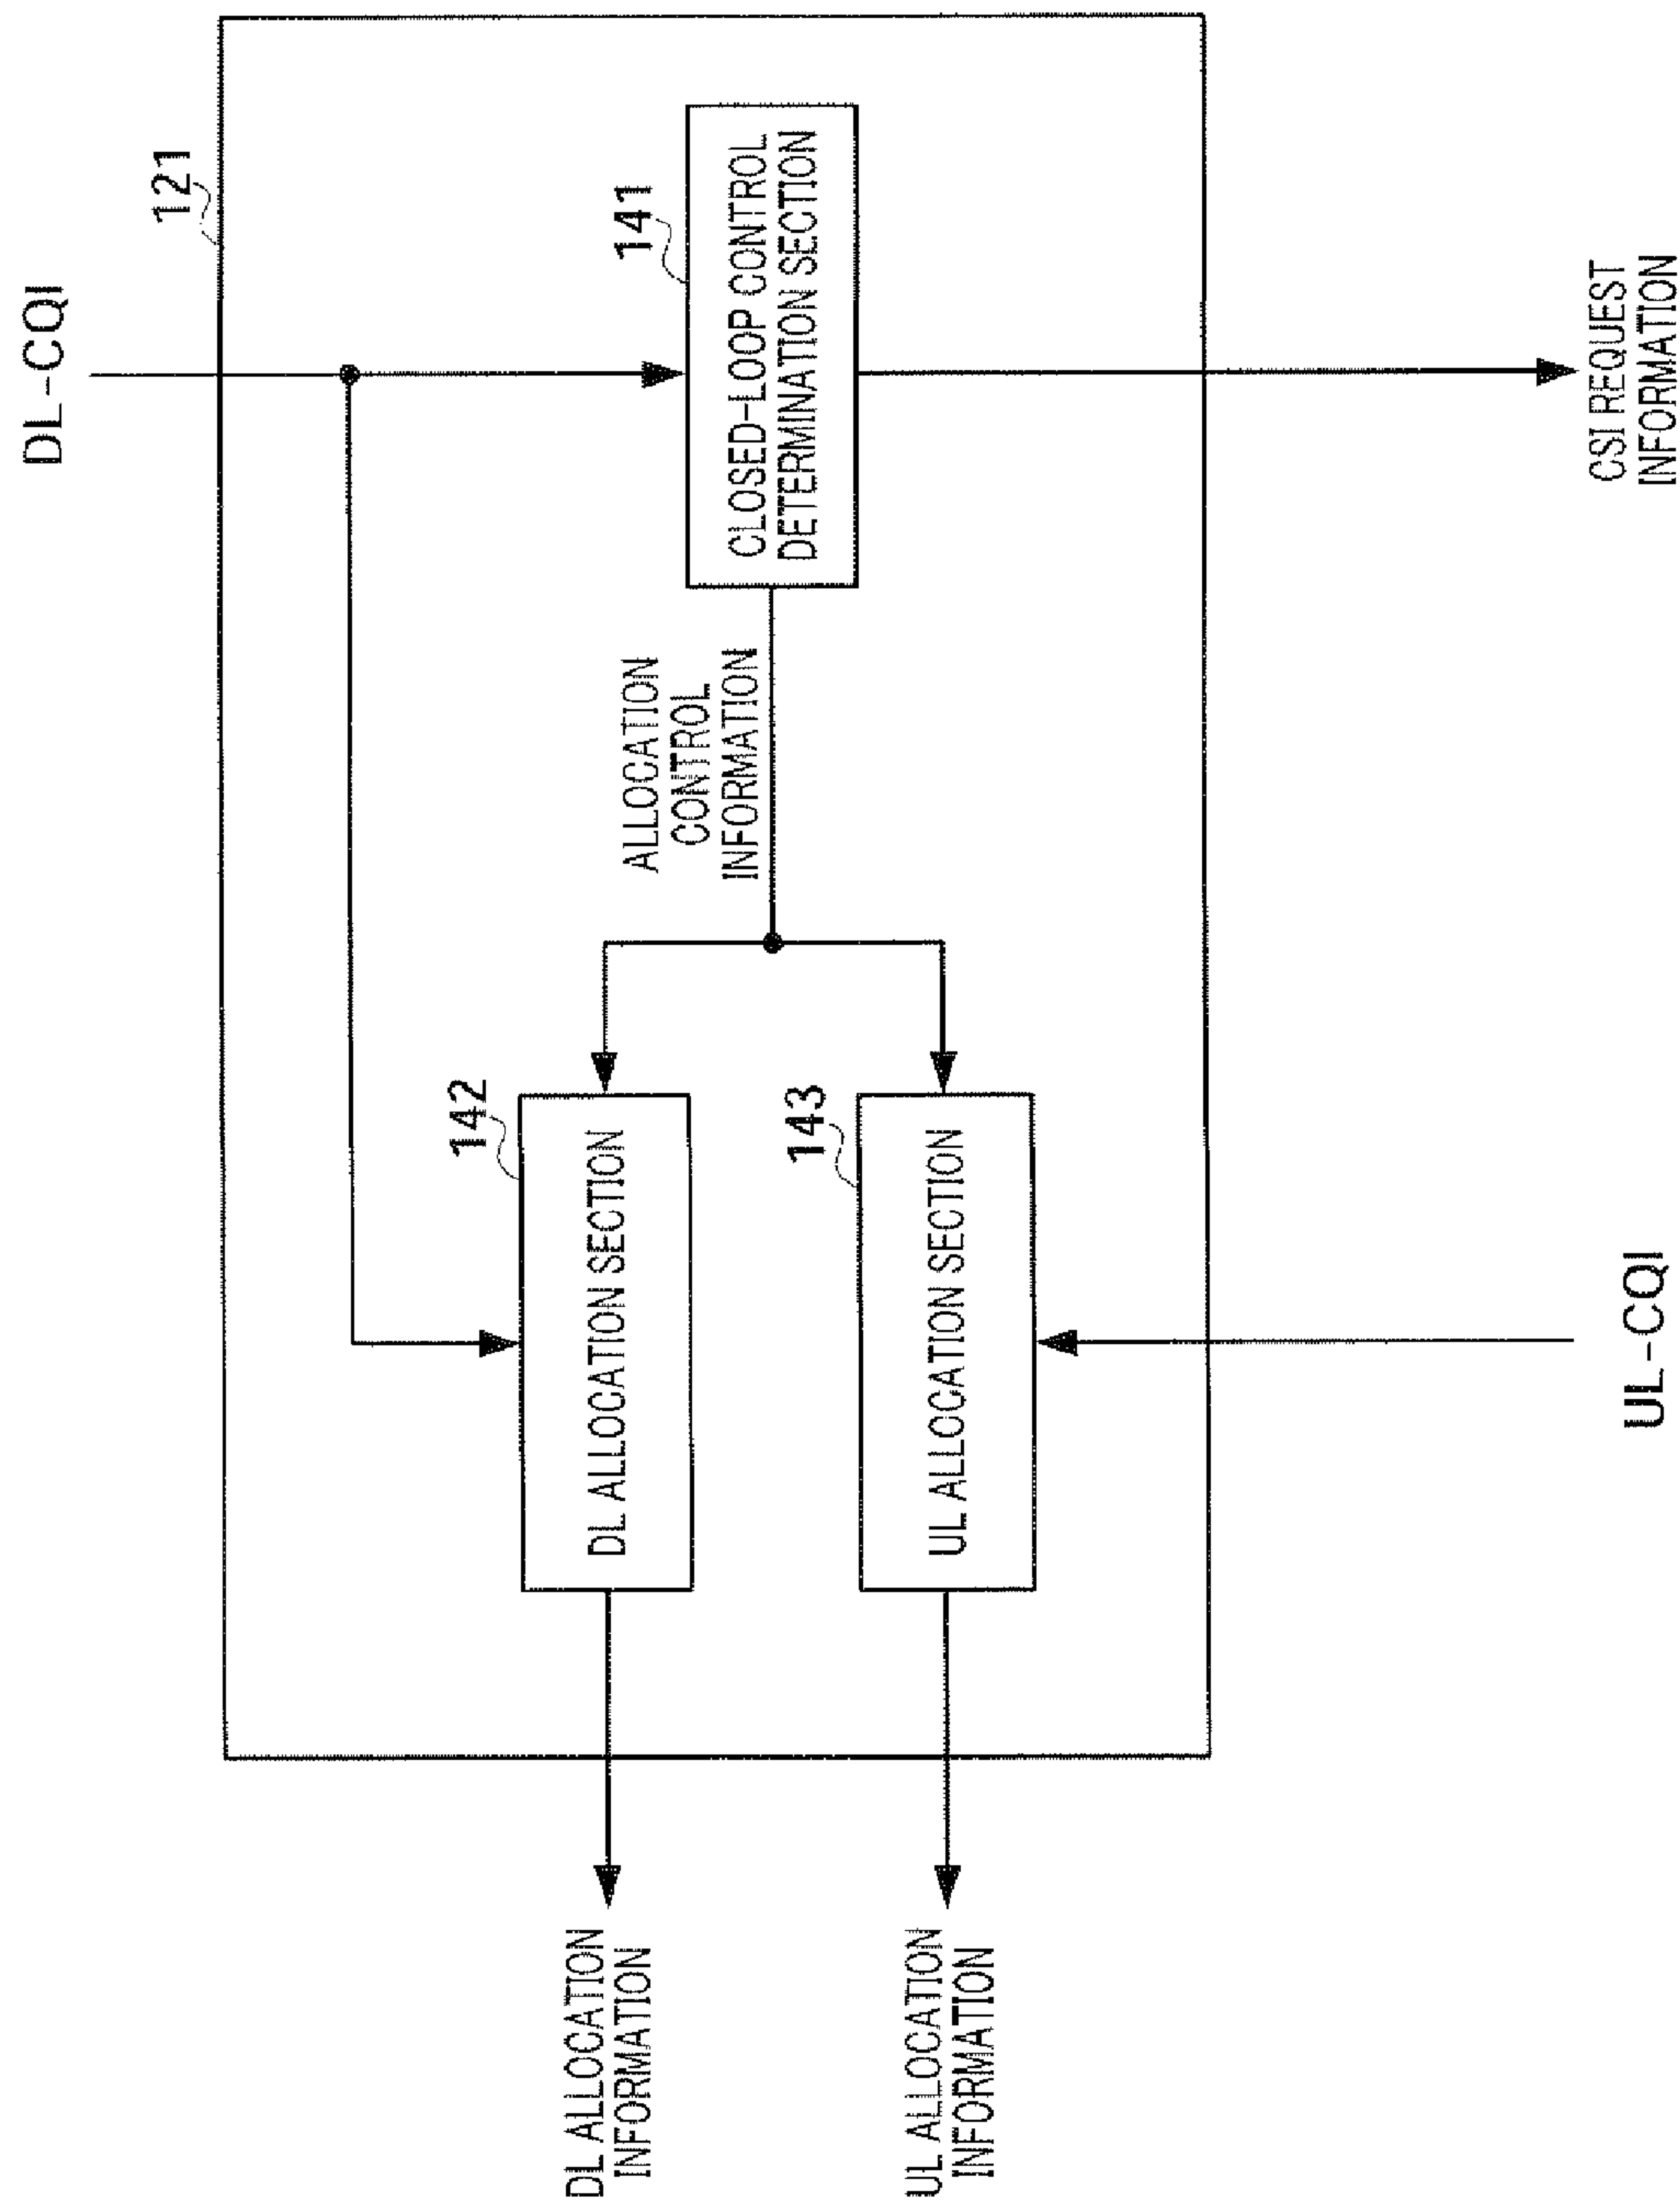 DL-CQI
121
141
CLOSED-LOOP CONTROL
DETERMINATION SECTION
CSI REQUEST
INFORMATION
ALLOCATION
CONTROL
INFORMATION
142
DL ALLOCATION SECTION
143
UL ALLOCATION SECTION
UL-CQI
DL ALLOCATION
INFORMATION
UL ALLOCATION
INFORMATION